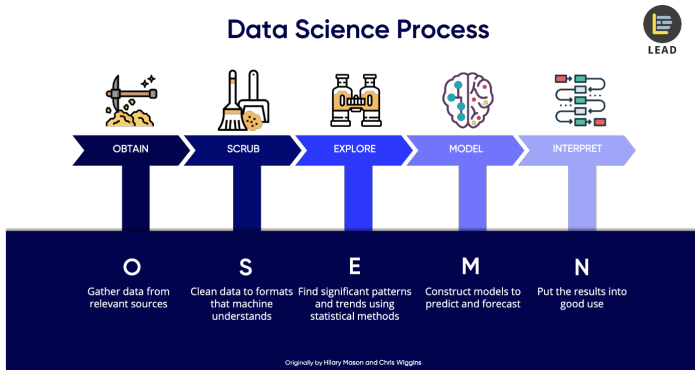 Data Science Process
LEAD
OBTAIN
SCRUB
EXPLORE
MODEL
INTERPRET
O
Gather data from
relevant sources
S
Clean data to formats
that machine
understands
E
Find significant patterns
and trends using
statistical methods
M
Construct models to
predict and forecast
N
Put the results into
good use
Originally by Hilary Mason and Chris Wiggins